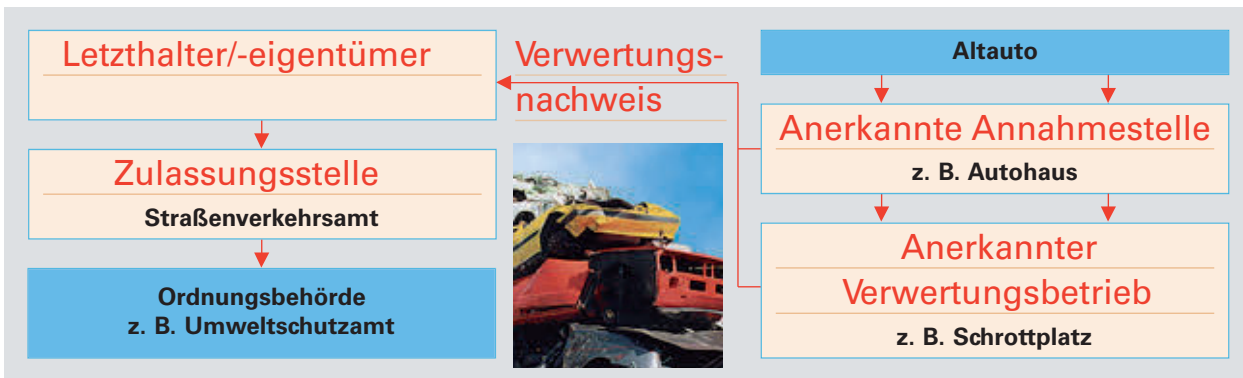 Letzthalter/-eigentümer
Zulassungsstelle
Straßenverkehrsamt
Ordnungsbehörde
z. B. Umweltschutzamt
Verwertungs-
nachweis
Altauto
Anerkannte Annahmestelle
z. B. Autohaus
Anerkannter
Verwertungsbetrieb
z. B. Schrottplatz